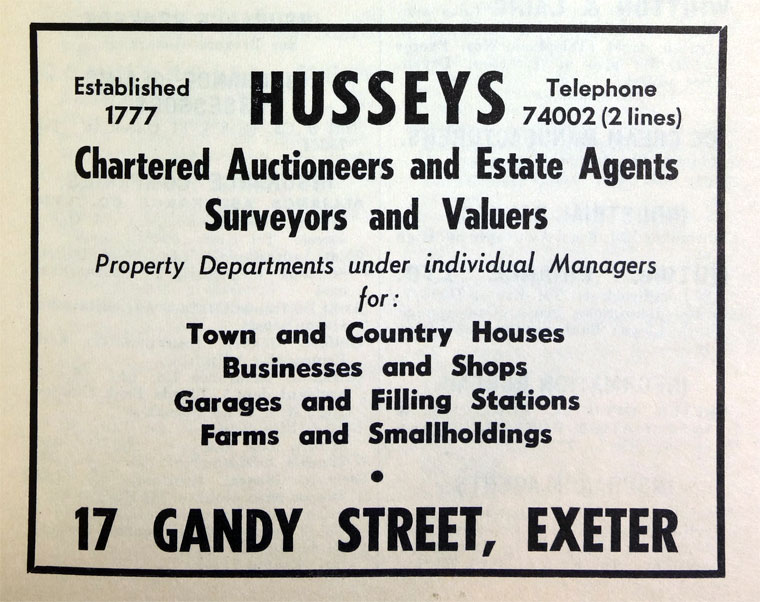 Established
1777
HUSSEYS
Telephone
74002 (2 lines)
Chartered Auctioneers and Estate Agents
Surveyors and Valuers
Property Departments under individual Managers
for:
Town and Country Houses
Businesses and Shops
Garages and Filling Stations
Farms and Smallholdings
•
17 GANDY STREET, EXETER